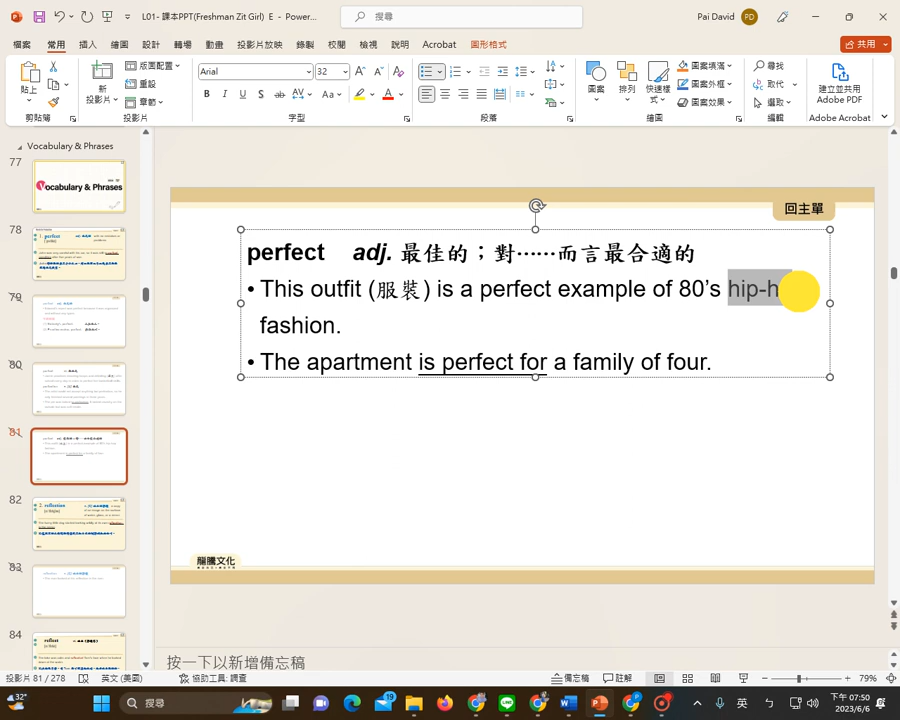 L01- 課本PPT(Freshman Zit Girl) E - Power...
搜尋
Pai David
PD
檔案 常用 插入 繪圖 設計 轉場 動畫 投影片放映 錄製 校閱 檢視 說明 Acrobat 圖形格式
共用
貼上
新投影片
版面配置
重設
章節
Arial
32
圖案
排列
快速樣式
圖案填滿
圖案外框
圖案效果
尋找
取代
選取
建立並共用 Adobe PDF
剪貼簿 投影片 字型 段落 繪圖 編輯 Adobe Acrobat
Vocabulary & Phrases
77
Vocabulary & Phrases
78
1. perfect
79
80
81
82
2. reflection
83
84
reflect
回主單
perfect adj. 最佳的；對……而言最合適的
• This outfit (服裝) is a perfect example of 80’s hip-h
fashion.
• The apartment is perfect for a family of four.
龍騰文化
按一下以新增備忘稿
投影片 81 / 278 英文 (美國) 協助工具: 調查 備忘稿 註解 79%
32°
搜尋
19
英
下午 07:50
2023/6/6